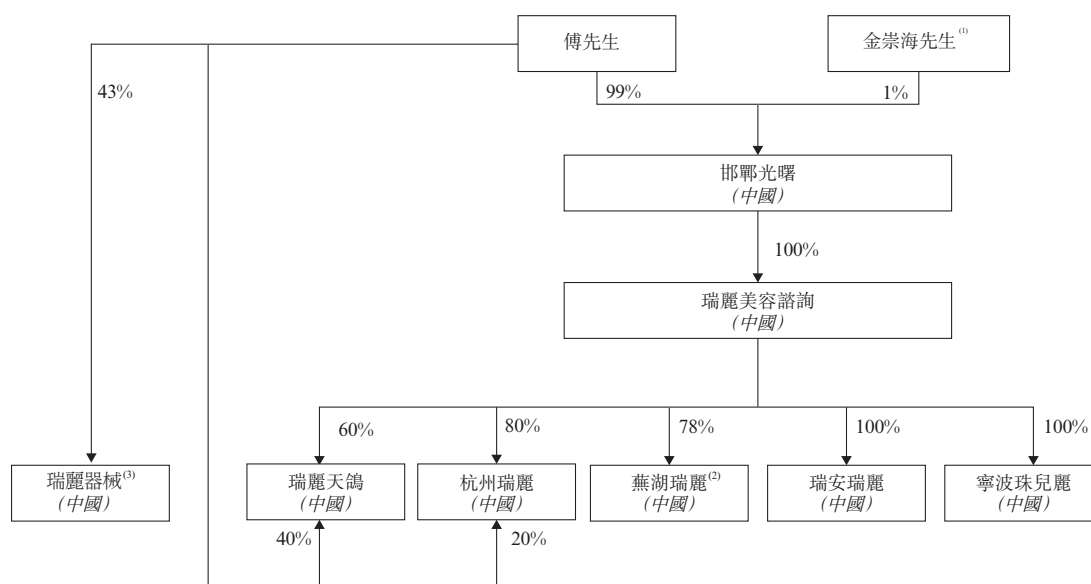 傅先生
金崇海先生(1)
43%
99%
1%
邯鄲光曙
(中國)
100%
瑞麗美容諮詢
(中國)
60%
80%
78%
100%
100%
瑞麗器械(3)
(中國)
瑞麗天鴿
(中國)
杭州瑞麗
(中國)
蕪湖瑞麗(2)
(中國)
瑞安瑞麗
(中國)
寧波珠兒麗
(中國)
40%
20%